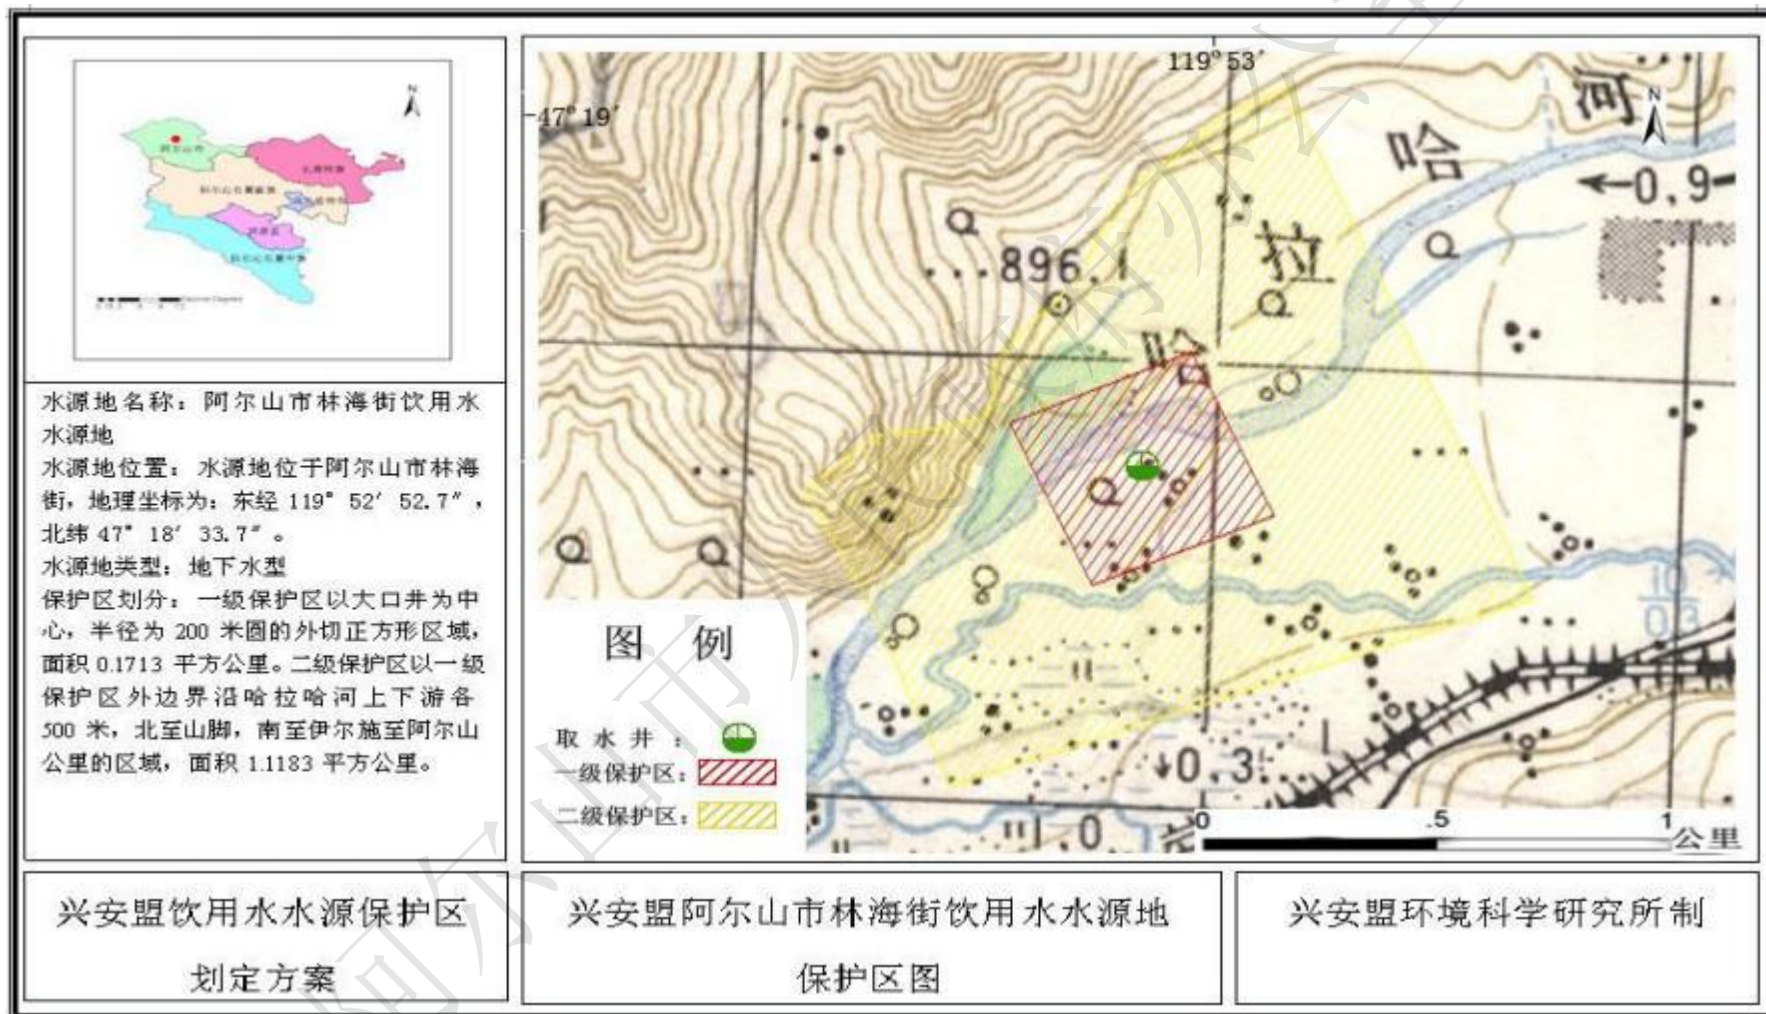 N
阿尔山市
水源地名称：阿尔山市林海街饮用水
水源地
水源地位置：水源地位于阿尔山市林海
街，地理坐标为：东经 119° 52′ 52.7″，
北纬 47° 18′ 33.7″。
水源地类型：地下水型
保护区划分：一级保护区以大口井为中
心，半径为 200 米圆的外切正方形区域，
面积 0.1713 平方公里。二级保护区以一级
保护区外边界沿哈拉哈河上下游各
500 米，北至山脚，南至伊尔施至阿尔山
公里的区域，面积 1.1183 平方公里。
119° 53′
47° 19′
N
河
哈
拉
哈
0.9
896.1
10
0.3
0.3
1.0
图 例
取 水 井 ：
一级保护区：
二级保护区：
0 .5 1
公里
兴安盟饮用水水源保护区
划定方案
兴安盟阿尔山市林海街饮用水水源地
保护区图
兴安盟环境科学研究所制